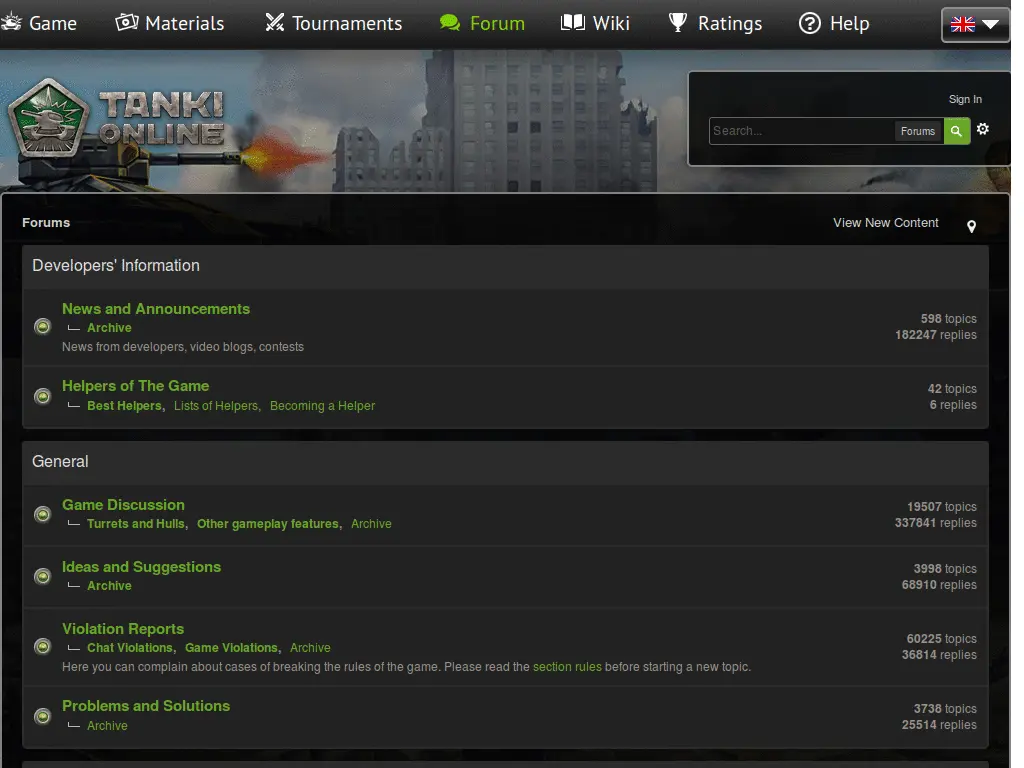 Game Materials Tournaments Forum Wiki Ratings Help
TANKI
ONLINE
Sign In
Search... Forums
Forums View New Content
Developers' Information
News and Announcements
Archive
News from developers, video blogs, contests
598 topics
182247 replies
Helpers of The Game
Best Helpers, Lists of Helpers, Becoming a Helper
42 topics
6 replies
General
Game Discussion
Turrets and Hulls, Other gameplay features, Archive
19507 topics
337841 replies
Ideas and Suggestions
Archive
3998 topics
68910 replies
Violation Reports
Chat Violations, Game Violations, Archive
Here you can complain about cases of breaking the rules of the game. Please read the section rules before starting a new topic.
60225 topics
36814 replies
Problems and Solutions
Archive
3738 topics
25514 replies